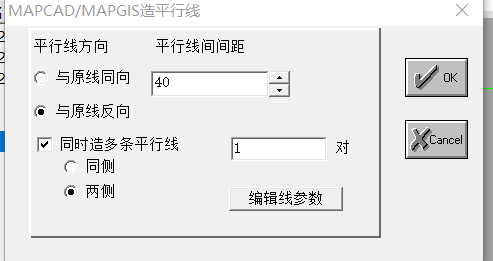 MAPCAD/MAPGIS造平行线
平行线方向 平行线间间距
与原线同向 40
与原线反向
OK
同时造多条平行线 1 对
Cancel
同侧
两侧
编辑线参数